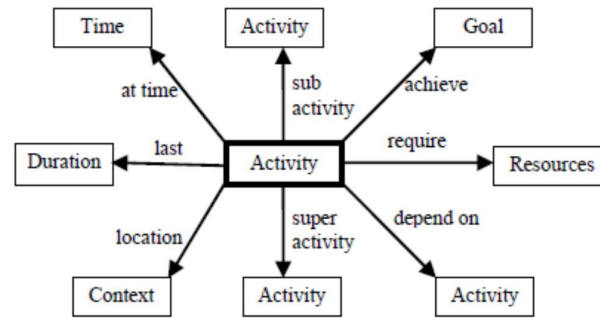 Time
Activity
Goal
at time
sub
activity
achieve
Duration
last
Activity
require
Resources
location
super
activity
depend on
Context
Activity
Activity